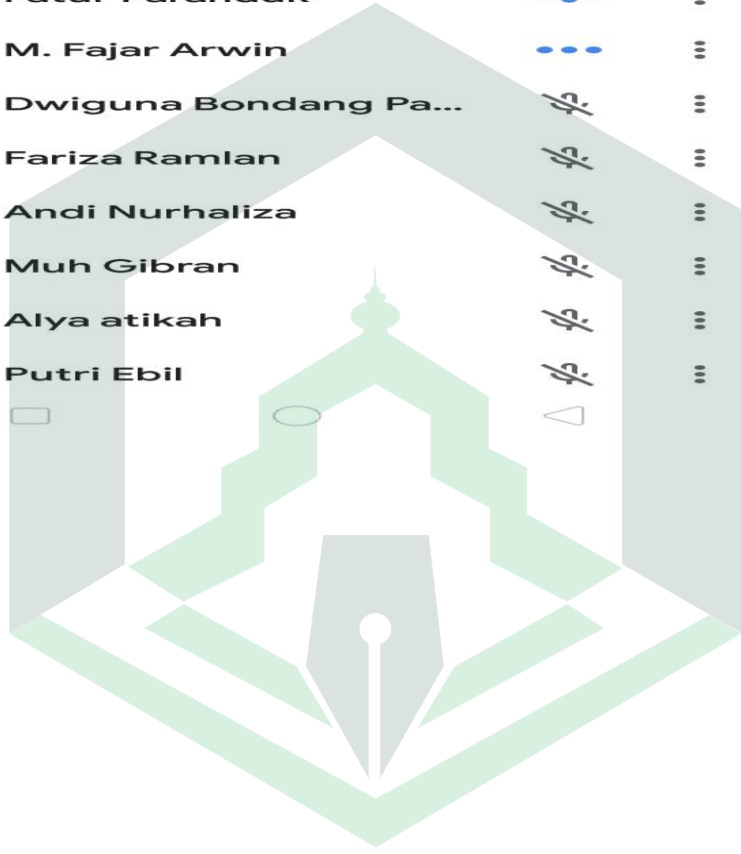 M. Fajar Arwin
Dwiguna Bondang Pa...
Fariza Ramlan
Andi Nurhaliza
Muh Gibran
Alya atikah
Putri Ebil